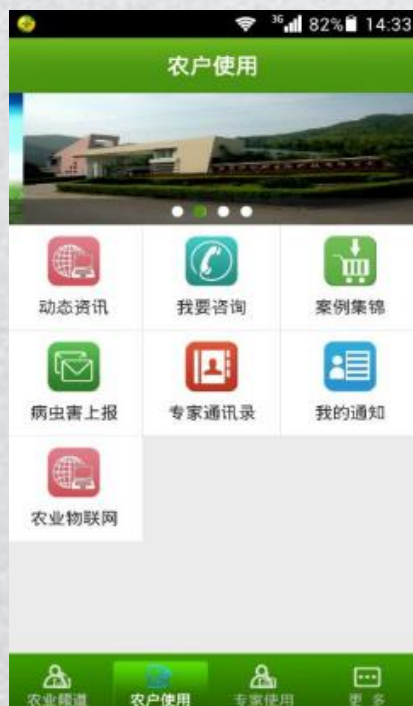 36 82% 14:33
农户使用
动态资讯 我要咨询 案例集锦
病虫害上报 专家通讯录 我的通知
农业物联网
农业频道 农户使用 专家使用 更 多